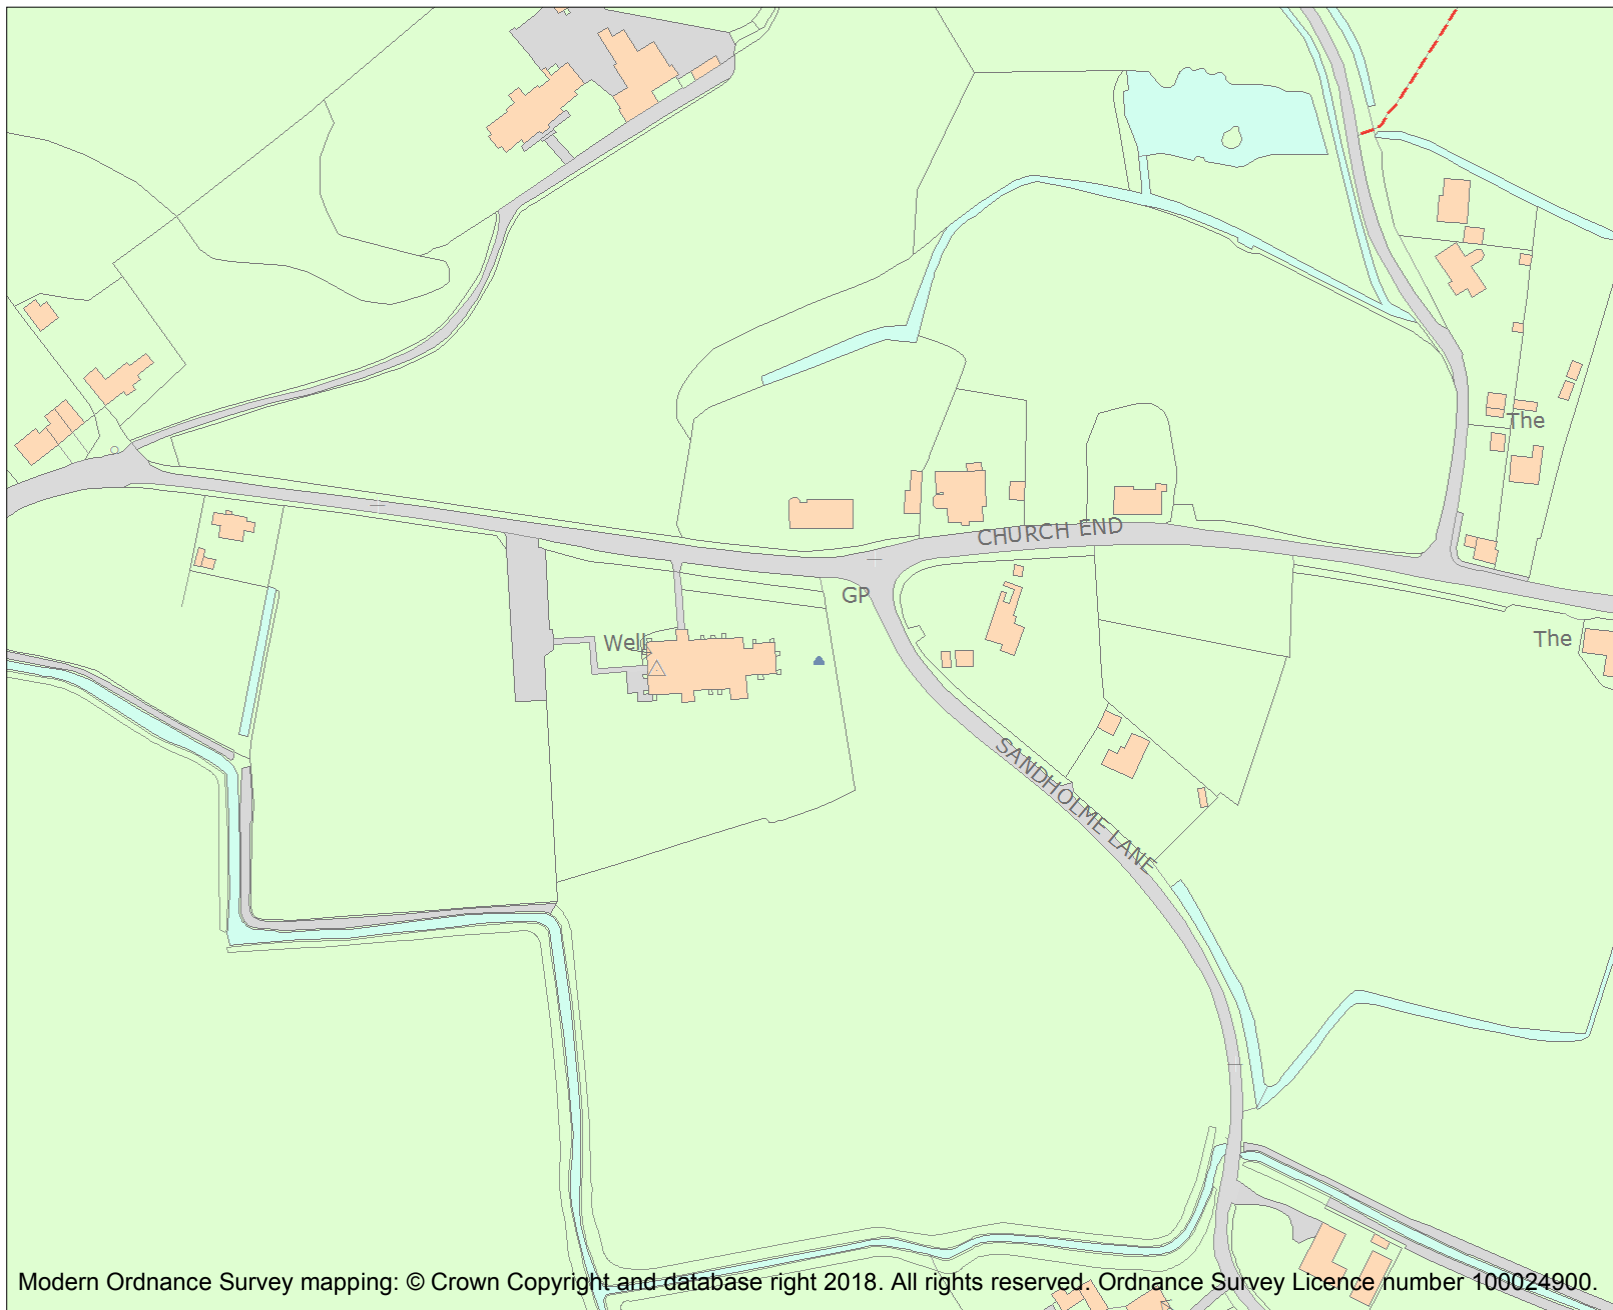 The
CHURCH END
GP
Well
The
SANDHOLME LANE
Modern Ordnance Survey mapping: © Crown Copyright and database right 2018. All rights reserved. Ordnance Survey Licence number 100024900.